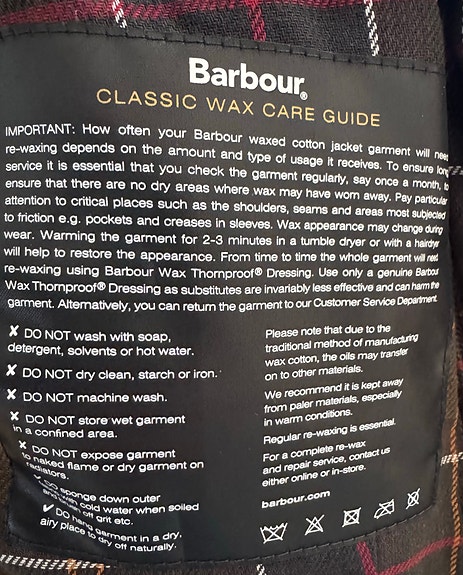 Barbour®
CLASSIC WAX CARE GUIDE
IMPORTANT: How often your Barbour waxed cotton jacket garment will need
re-waxing depends on the amount and type of usage it receives. To ensure long
service it is essential that you check the garment regularly, say once a month, to
ensure that there are no dry areas where wax may have worn away. Pay particular
attention to critical places such as the shoulders, seams and areas most subjected
to friction e.g. pockets and creases in sleeves. Wax appearance may change during
wear. Warming the garment for 2-3 minutes in a tumble dryer or with a hairdryer
will help to restore the appearance. From time to time the whole garment will need
re-waxing using Barbour Wax Thornproof® Dressing. Use only a genuine Barbour
Wax Thornproof® Dressing as substitutes are invariably less effective and can harm the
garment. Alternatively, you can return the garment to our Customer Service Department.
✘ DO NOT wash with soap,
detergent, solvents or hot water.
✘ DO NOT dry clean, starch or iron.
✘ DO NOT machine wash.
✘ DO NOT store wet garment
in a confined area.
✘ DO NOT expose garment
to naked flame or dry garment on
radiators.
✔ DO sponge down outer
and with cold water when soiled
off grit etc.
✔ DO hang garment in a dry,
airy place to dry off naturally.
Please note that due to the
traditional method of manufacturing
wax cotton, the oils may transfer
on to other materials.
We recommend it is kept away
from paler materials, especially
in warm conditions.
Regular re-waxing is essential.
For a complete re-wax
and repair service, contact us
either online or in-store.
barbour.com